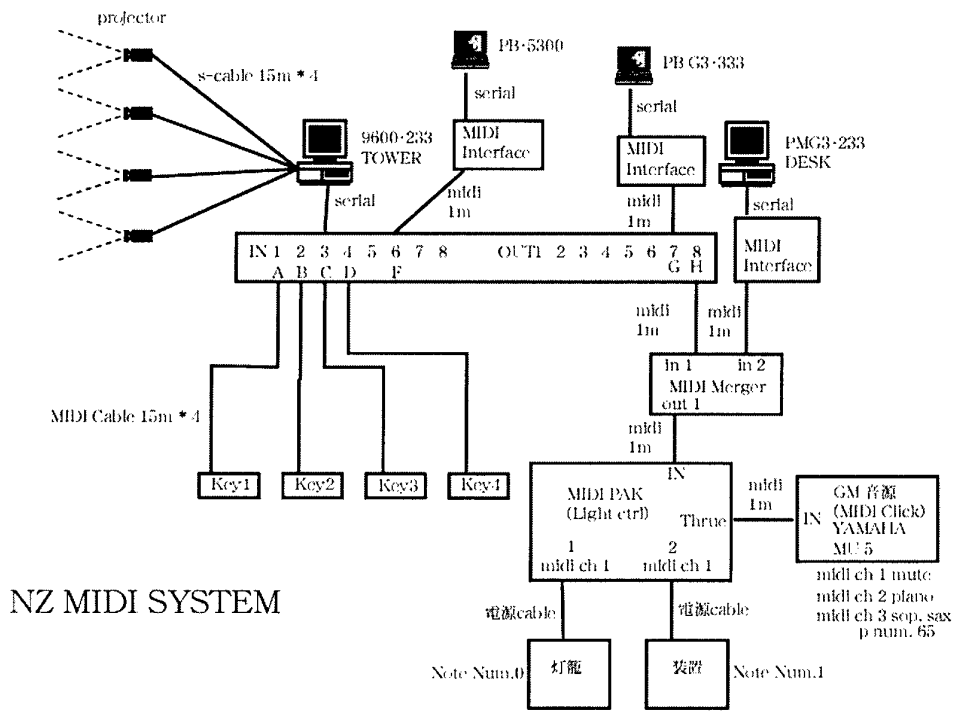 projector
s-cable 15m * 4
PB-5300
PB G3-333
serial
serial
9600-233
TOWER
MIDI
Interface
MIDI
Interface
PMG3-233
DESK
serial
midi
1m
midi
1m
serial
MIDI
Interface
IN 1 2 3 4 5 6 7 8 OUT1 2 3 4 5 6 7 8
A B C D F G H
midi
1m
midi
1m
in 1 in 2
MIDI Merger
out 1
MIDI Cable 15m * 4
midi
1m
Key1 Key2 Key3 Key4
IN
MIDI PAK
(Light ctrl)
Thrue
1 2
midi ch 1 midi ch 1
midi
1m
IN
GM 音源
(MIDI Click)
YAMAHA
MU 5
midi ch 1 mute
midi ch 2 piano
midi ch 3 sop. sax
p num. 65
NZ MIDI SYSTEM
電源cable 電源cable
Note Num.0 灯籠 装置 Note Num.1